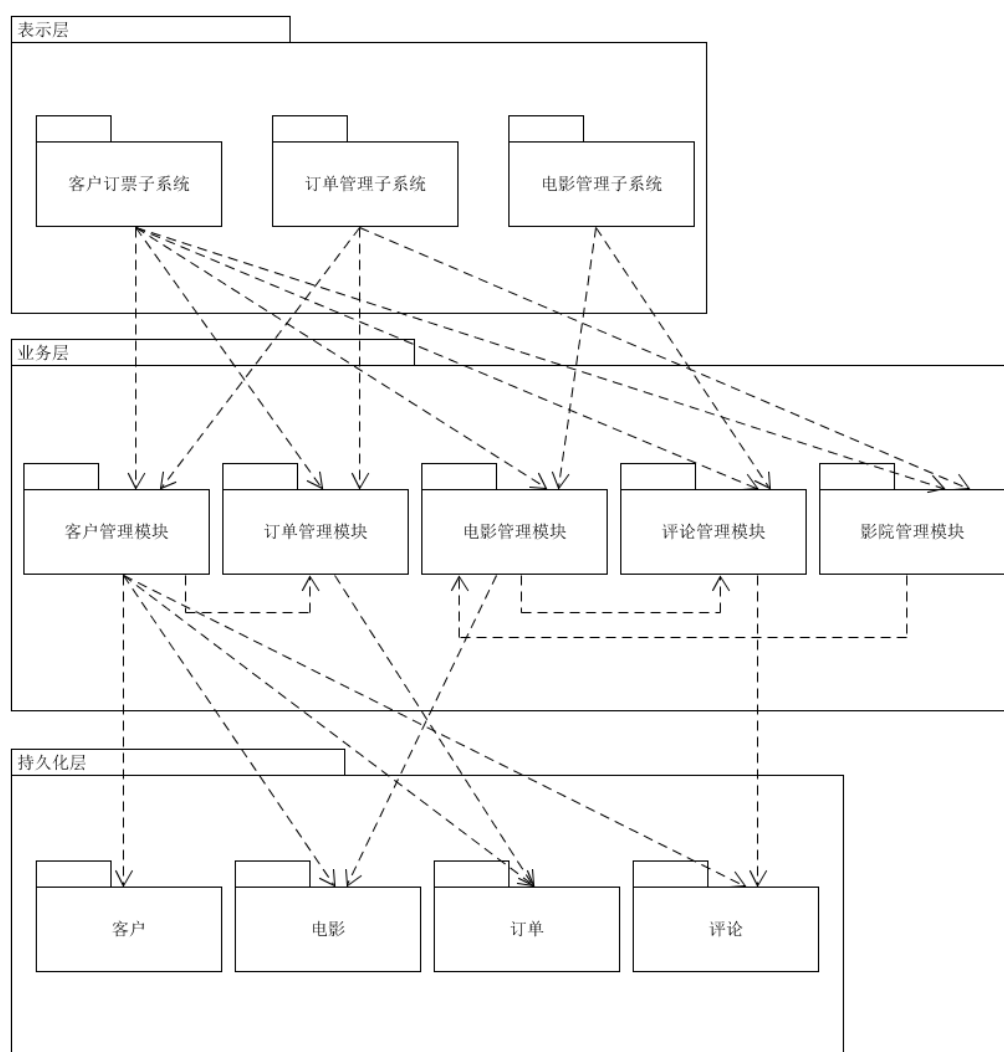 表示层
客户订票子系统
订单管理子系统
电影管理子系统
业务层
客户管理模块
订单管理模块
电影管理模块
评论管理模块
影院管理模块
持久化层
客户
电影
订单
评论